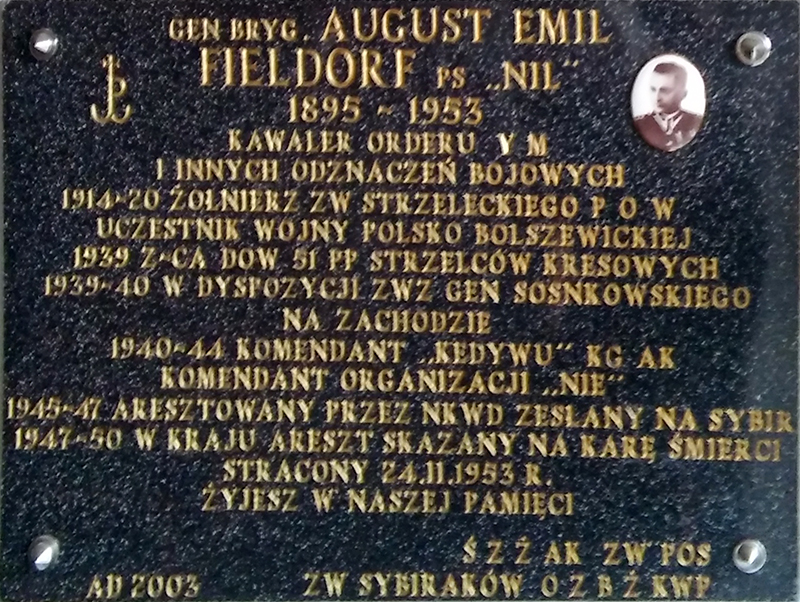 GEN BRYG. AUGUST EMIL
FIELDORF PS „NIL”
1895 ~ 1953
KAWALER ORDERU V M
I INNYCH ODZNACZEŃ BOJOWYCH
1914-20 ŻOŁNIERZ ZW STRZELECKIEGO P O W
UCZESTNIK WOJNY POLSKO BOLSZEWICKIEJ
1939 Z-CA DOW 51 PP STRZELCÓW KRESOWYCH
1939-40 W DYSPOZYCJI ZWZ GEN SOSNKOWSKIEGO
NA ZACHODZIE
1940-44 KOMENDANT „KEDYWU” KG AK
KOMENDANT ORGANIZACJI „NIE”
1945-47 ARESZTOWANY PRZEZ NKWD ZESŁANY NA SYBIR
1947-50 W KRAJU ARESZT SKAZANY NA KARĘ ŚMIERCI
STRACONY 24.II.1953 R.
ŻYJESZ W NASZEJ PAMIĘCI
Ś Z Ż AK ZW POS
AD 2003 ZW SYBIRAKÓW O Z B Ż KWP